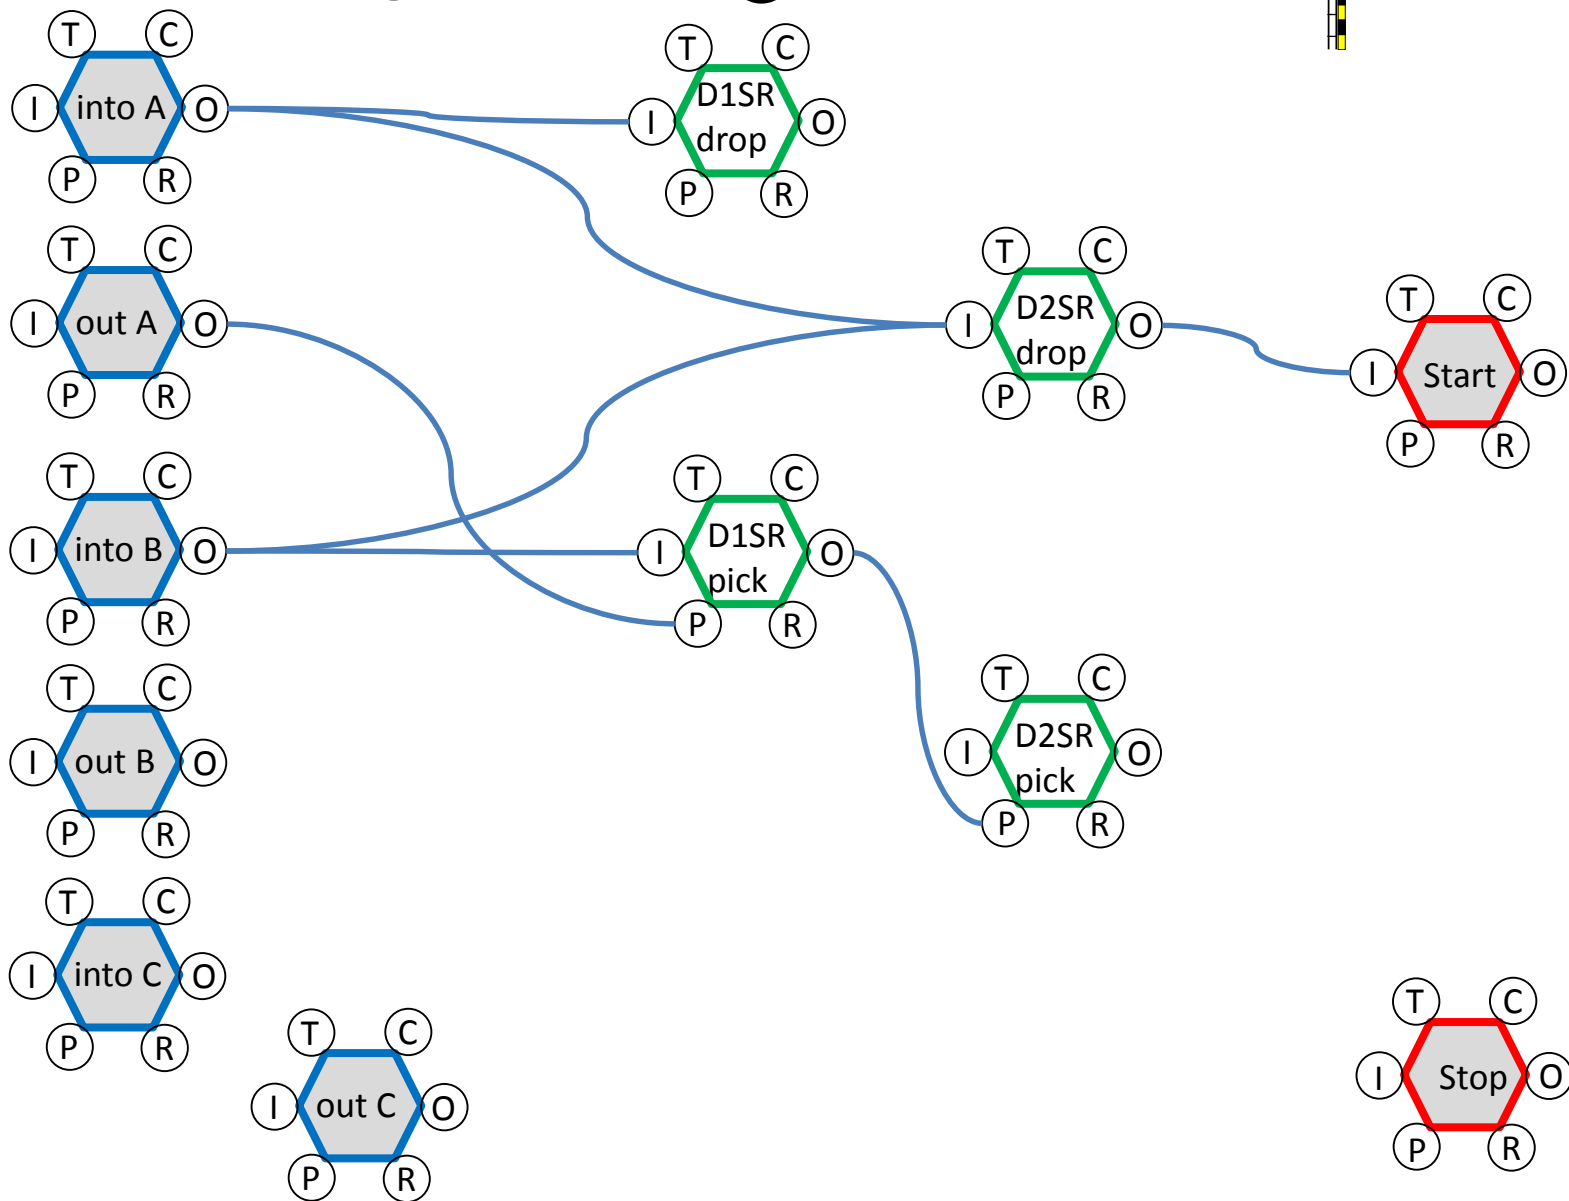 T C
I into A O
P R
T C
I D1SR O
drop
P R
T C
I out A O
P R
T C
I D2SR O
drop
P R
T C
I Start O
P R
T C
I into B O
P R
T C
I D1SR O
pick
P R
T C
I out B O
P R
T C
I D2SR O
pick
P R
T C
I into C O
P R
T C
I out C O
P R
T C
I Stop O
P R